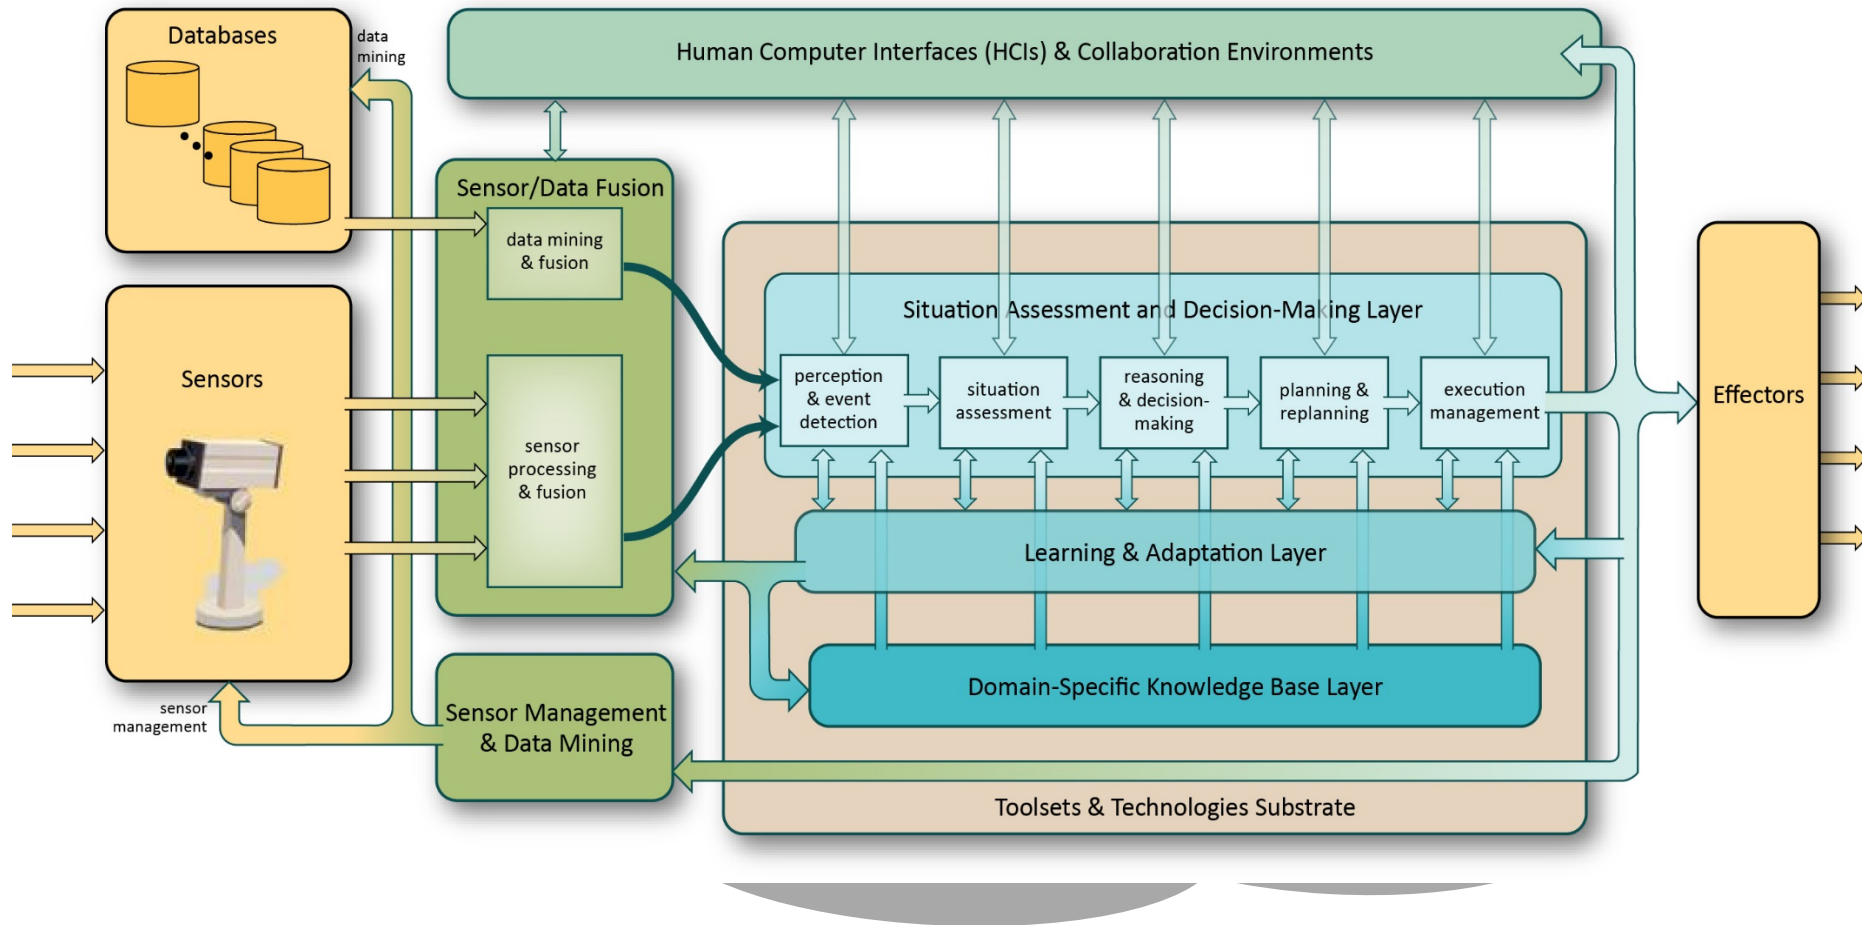 Databases
data
mining
Human Computer Interfaces (HCIs) & Collaboration Environments
Sensor/Data Fusion
data mining
& fusion
Situation Assessment and Decision-Making Layer
Sensors
perception
& event
detection
situation
assessment
reasoning
& decision-
making
planning &
replanning
execution
management
Effectors
sensor
processing
& fusion
Learning & Adaptation Layer
Domain-Specific Knowledge Base Layer
sensor
management
Sensor Management
& Data Mining
Toolsets & Technologies Substrate